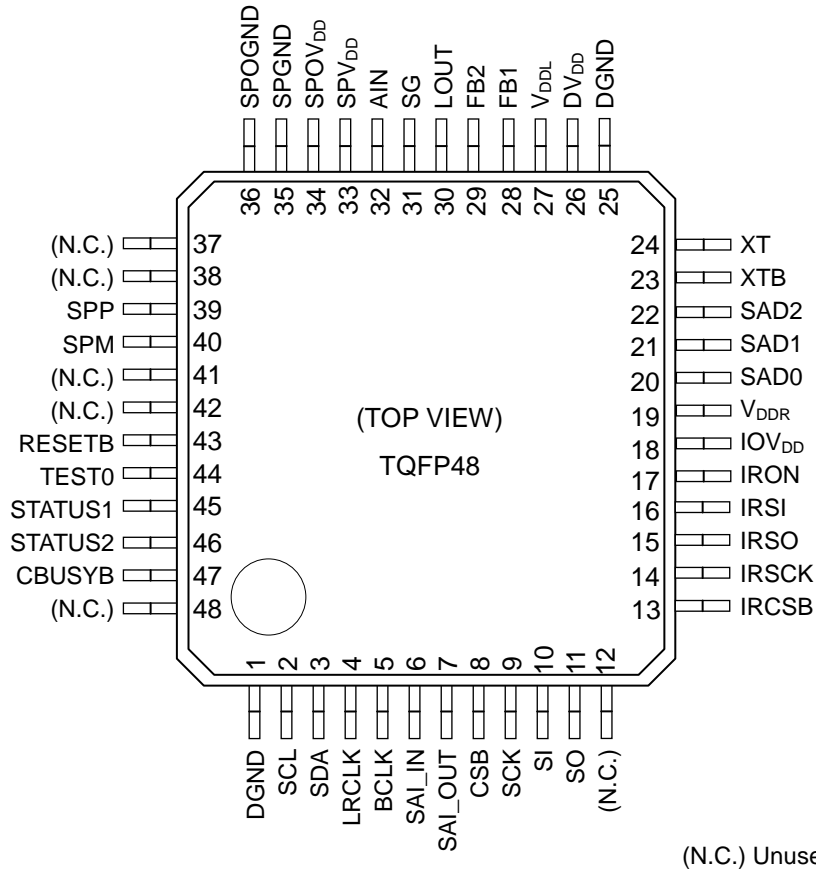 SPOGND
SPGND
SPOVDD
SPVDD
AIN
SG
LOUT
FB2
FB1
VDDL
DVDD
DGND
36 35 34 33 32 31 30 29 28 27 26 25
(N.C.) 37
(N.C.) 38
SPP 39
SPM 40
(N.C.) 41
(N.C.) 42
RESETB 43
TEST0 44
STATUS1 45
STATUS2 46
CBUSYB 47
(N.C.) 48
(TOP VIEW)
TQFP48
24 XT
23 XTB
22 SAD2
21 SAD1
20 SAD0
19 VDDR
18 IOVDD
17 IRON
16 IRSI
15 IRSO
14 IRSCK
13 IRCSB
1 2 3 4 5 6 7 8 9 10 11 12
DGND
SCL
SDA
LRCLK
BCLK
SAI_IN
SAI_OUT
CSB
SCK
SI
SO
(N.C.)
(N.C.) Unuse